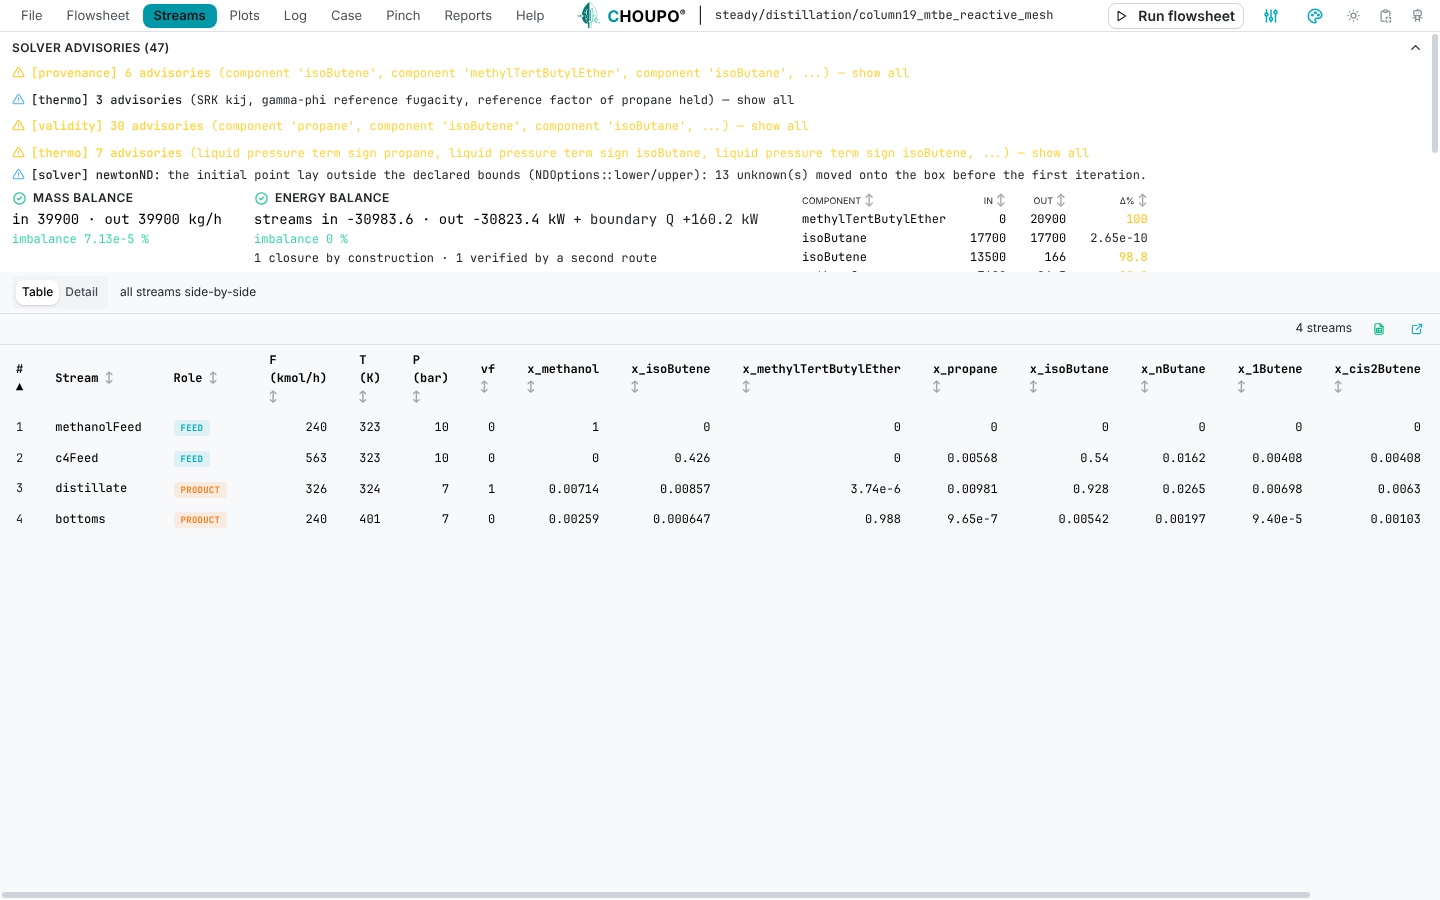 File Flowsheet Streams Plots Log Case Pinch Reports Help CHOUPO® steady/distillation/column19_mtbe_reactive_mesh Run flowsheet
SOLVER ADVISORIES (47)
[provenance] 6 advisories (component 'isoButene', component 'methylTertButylEther', component 'isoButane', ...) — show all
[thermo] 3 advisories (SRK kij, gamma-phi reference fugacity, reference factor of propane held) — show all
[validity] 30 advisories (component 'propane', component 'isoButene', component 'isoButane', ...) — show all
[thermo] 7 advisories (liquid pressure term sign propane, liquid pressure term sign isoButane, liquid pressure term sign isoButene, ...) — show all
[solver] newtonND: the initial point lay outside the declared bounds (NDOptions::lower/upper): 13 unknown(s) moved onto the box before the first iteration.
MASS BALANCE
in 39900 · out 39900 kg/h
imbalance 7.13e-5 %
ENERGY BALANCE
streams in -30983.6 · out -30823.4 kW + boundary Q +160.2 kW
imbalance 0 %
1 closure by construction · 1 verified by a second route
COMPONENT IN OUT Δ%
methylTertButylEther 0 20900 100
isoButane 17700 17700 2.65e-10
isoButene 13500 166 98.8
Table Detail all streams side-by-side
4 streams
# Stream Role F (kmol/h) T (K) P (bar) vf x_methanol x_isoButene x_methylTertButylEther x_propane x_isoButane x_nButane x_1Butene x_cis2Butene
1 methanolFeed FEED 240 323 10 0 1 0 0 0 0 0 0 0
2 c4Feed FEED 563 323 10 0 0 0.426 0 0.00568 0.54 0.0162 0.00408 0.00408
3 distillate PRODUCT 326 324 7 1 0.00714 0.00857 3.74e-6 0.00981 0.928 0.0265 0.00698 0.0063
4 bottoms PRODUCT 240 401 7 0 0.00259 0.000647 0.988 9.65e-7 0.00542 0.00197 9.40e-5 0.00103